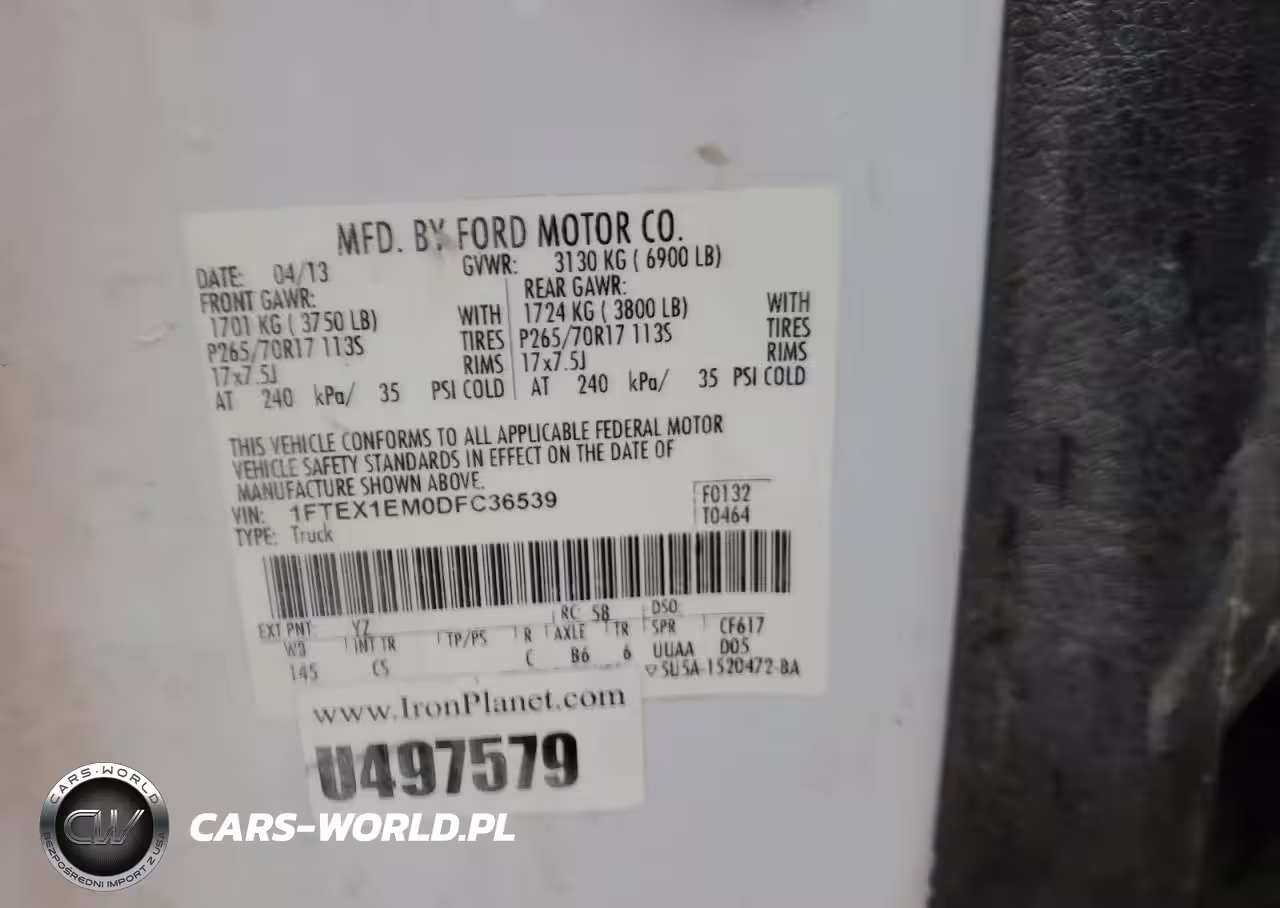 MFD. BY FORD MOTOR CO.
DATE: 04/13 GVWR: 3130 KG ( 6900 LB)
FRONT GAWR: REAR GAWR:
1701 KG ( 3750 LB) WITH 1724 KG ( 3800 LB) WITH
P265/70R17 113S TIRES P265/70R17 113S TIRES
17x7.5J RIMS 17x7.5J RIMS
AT 240 kPa/ 35 PSI COLD AT 240 kPa/ 35 PSI COLD
THIS VEHICLE CONFORMS TO ALL APPLICABLE FEDERAL MOTOR
VEHICLE SAFETY STANDARDS IN EFFECT ON THE DATE OF
MANUFACTURE SHOWN ABOVE.
VIN: 1FTEX1EM0DFC36539 F0132
TYPE: Truck T0464
EXT PNT: YZ RC: 58 DSO:
WB INT TR TP/PS R AXLE TR SPR CF617
145 CS C B6 6 UUAA D05
SU5A-1520472-BA
www.IronPlanet.com
U497579
CARS-WORLD
CW
BEZPOŚREDNI IMPORT Z USA
CARS-WORLD.PL